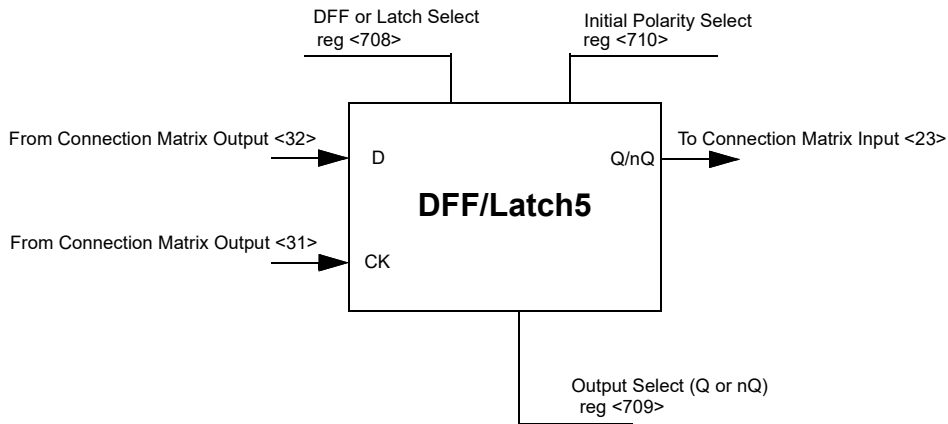 DFF or Latch Select
reg <708>
Initial Polarity Select
reg <710>
From Connection Matrix Output <32>
D
Q/nQ
To Connection Matrix Input <23>
DFF/Latch5
From Connection Matrix Output <31>
CK
Output Select (Q or nQ)
reg <709>